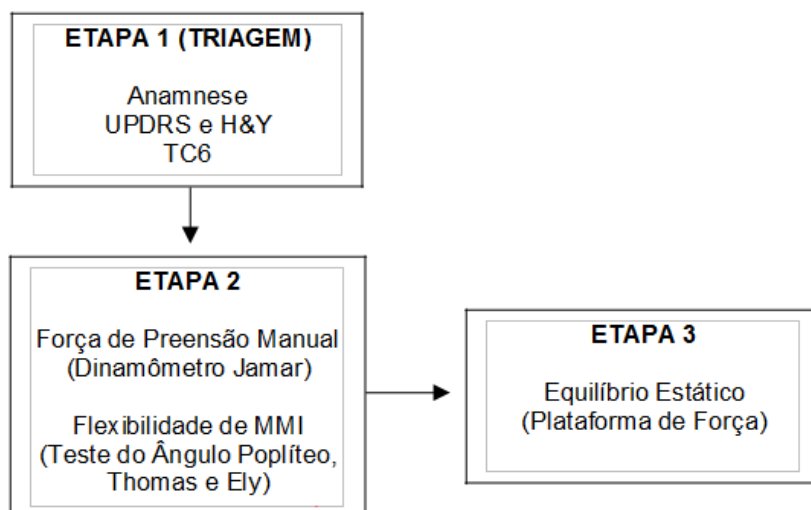 ETAPA 1 (TRIAGEM)
Anamnese
UPDRS e H&Y
TC6
ETAPA 2
Força de Preensão Manual
(Dinamômetro Jamar)
Flexibilidade de MMI
(Teste do Ângulo Poplíteo,
Thomas e Ely)
ETAPA 3
Equilíbrio Estático
(Plataforma de Força)